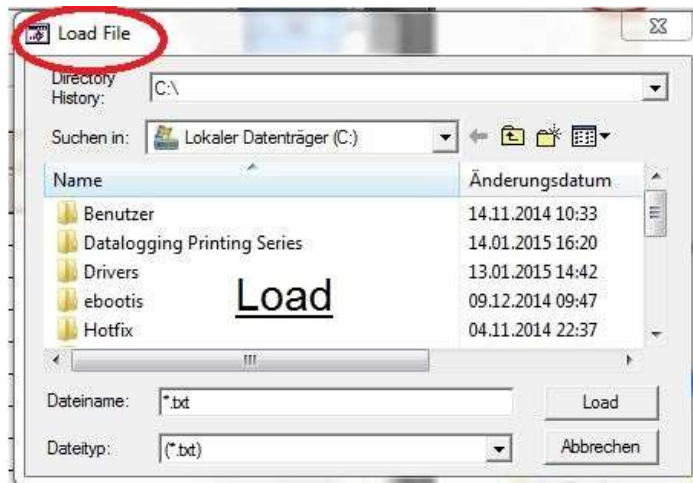 Load File
Directory
History:
C:\
Suchen in:
Lokaler Datenträger (C:)
Name
Änderungsdatum
Benutzer
14.11.2014 10:33
Datalogging Printing Series
14.01.2015 16:20
Drivers
13.01.2015 14:42
ebootis
09.12.2014 09:47
Hotfix
04.11.2014 22:37
Load
Dateiname:
*.txt
Load
Dateityp:
(*.txt)
Abbrechen